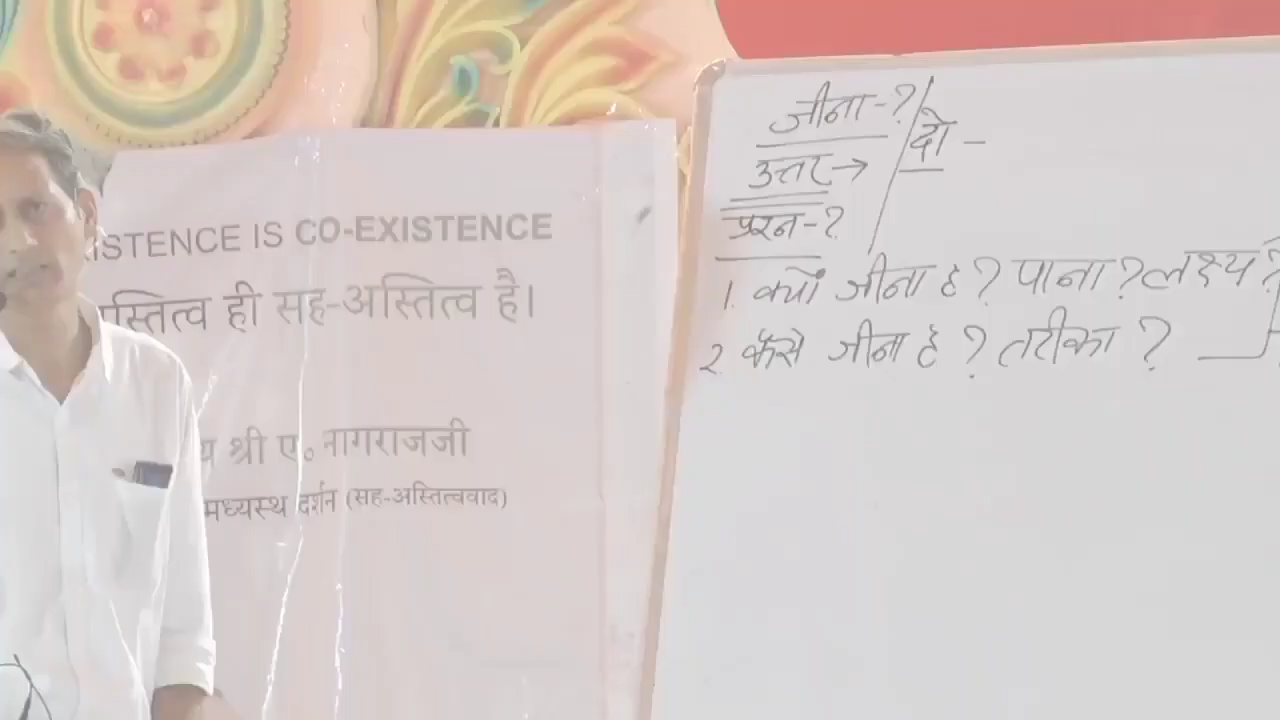 ISTENCE IS CO-EXISTENCE
स्तित्व ही सह-अस्तित्व है।
य श्री ए. नागराजजी
मध्यस्थ दर्शन (सह-अस्तित्ववाद)
जीना-? दो -
उत्तर →
प्रश्न-?
1. क्यों जीना है? पाना? लक्ष्य?
2. कैसे जीना है? तरीका?